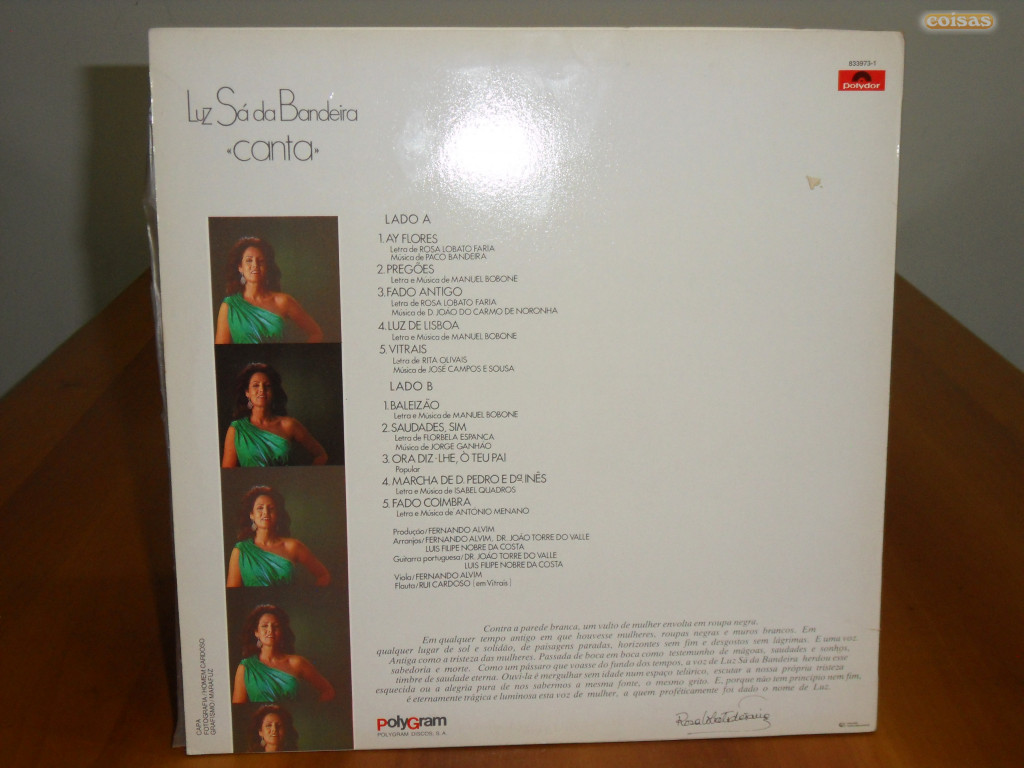 coisas
833973-1
polydor
Luz Sá da Bandeira
«canta»
LADO A
1. AY FLORES
Letra de ROSA LOBATO FARIA
Música de PACO BANDEIRA
2. PREGÕES
Letra e Música de MANUEL BOBONE
3. FADO ANTIGO
Letra de ROSA LOBATO FARIA
Música de D. JOÃO DO CARMO DE NORONHA
4. LUZ DE LISBOA
Letra e Música de MANUEL BOBONE
5. VITRAIS
Letra de RITA OLIVAIS
Música de JOSÉ CAMPOS E SOUSA
LADO B
1. BALEIZÃO
Letra e Música de MANUEL BOBONE
2. SAUDADES, SIM
Letra de FLORBELA ESPANCA
Música de JORGE GANHÃO
3. ORA DIZ-LHE, Ò TEU PAI
Popular
4. MARCHA DE D. PEDRO E Dª. INÊS
Letra e Música de ISABEL QUADROS
5. FADO COIMBRA
Letra e Música de ANTÓNIO MENANO
Produção/FERNANDO ALVIM
Arranjos/FERNANDO ALVIM, DR. JOÃO TORRE DO VALLE
LUIS FILIPE NOBRE DA COSTA
Guitarra portuguesa/DR. JOÃO TORRE DO VALLE
LUIS FILIPE NOBRE DA COSTA
Viola/FERNANDO ALVIM
Flauta/RUI CARDOSO (em Vitrais)
Contra a parede branca, um vulto de mulher envolta em roupa negra.
Em qualquer tempo antigo em que houvesse mulheres, roupas negras e muros brancos. Em
qualquer lugar de sol e solidão, de paisagens paradas, horizontes sem fim e desgostos sem lágrimas. E uma voz.
Antiga como a tristeza das mulheres. Passada de boca em boca como testemunho de mágoas, saudades e sonhos,
sabedoria e morte. Como um pássaro que voasse do fundo dos tempos, a voz de Luz Sá da Bandeira herdou esse
timbre de saudade eterna. Ouvi-la é mergulhar sem idade num espaço telúrico, escutar a nossa própria tristeza
esquecida ou a alegria pura de nos sabermos a mesma fonte, o mesmo grito. E, porque não tem princípio nem fim,
é eternamente trágica e luminosa esta voz de mulher, a quem proféticamente foi dado o nome de Luz.
CAPA
FOTOGRAFIA/HOMEM CARDOSO
GRAFISMO/MANAFUZ
PolyGram
POLYGRAM DISCOS, S.A.